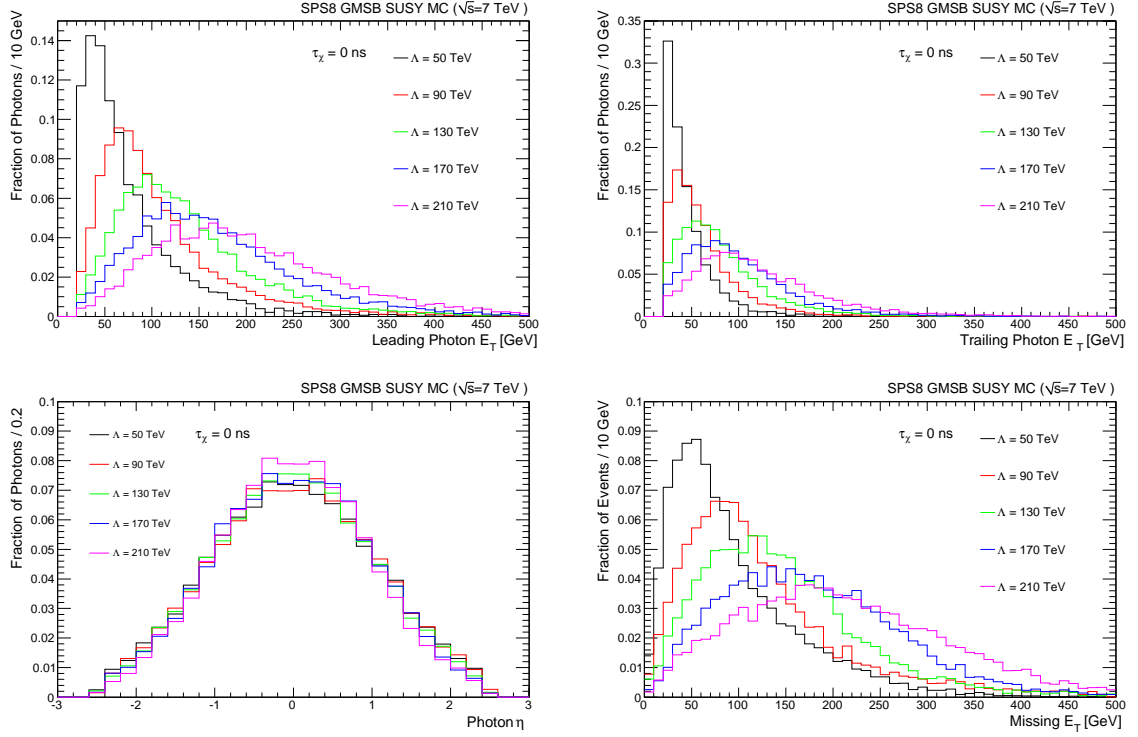 SPS8 GMSB SUSY MC (√s=7 TeV)
Fraction of Photons / 10 GeV
τχ = 0 ns
Λ = 50 TeV
Λ = 90 TeV
Λ = 130 TeV
Λ = 170 TeV
Λ = 210 TeV
0.14
0.12
0.1
0.08
0.06
0.04
0.02
0
0 50 100 150 200 250 300 350 400 450 500
Leading Photon E_T [GeV]
SPS8 GMSB SUSY MC (√s=7 TeV)
Fraction of Photons / 10 GeV
τχ = 0 ns
Λ = 50 TeV
Λ = 90 TeV
Λ = 130 TeV
Λ = 170 TeV
Λ = 210 TeV
0.35
0.3
0.25
0.2
0.15
0.1
0.05
0
0 50 100 150 200 250 300 350 400 450 500
Trailing Photon E_T [GeV]
SPS8 GMSB SUSY MC (√s=7 TeV)
Fraction of Photons / 0.2
τχ = 0 ns
Λ = 50 TeV
Λ = 90 TeV
Λ = 130 TeV
Λ = 170 TeV
Λ = 210 TeV
0.1
0.09
0.08
0.07
0.06
0.05
0.04
0.03
0.02
0.01
0
-3 -2 -1 0 1 2 3
Photon η
SPS8 GMSB SUSY MC (√s=7 TeV)
Fraction of Events / 10 GeV
τχ = 0 ns
Λ = 50 TeV
Λ = 90 TeV
Λ = 130 TeV
Λ = 170 TeV
Λ = 210 TeV
0.1
0.09
0.08
0.07
0.06
0.05
0.04
0.03
0.02
0.01
0
0 50 100 150 200 250 300 350 400 450 500
Missing E_T [GeV]